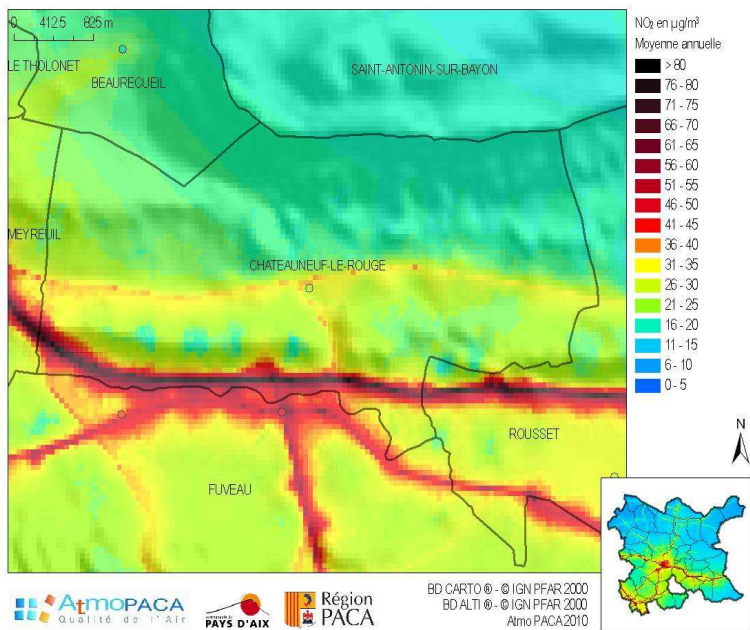 0 412.5 825 m
LE THOLONET
BEAURECUEIL
SAINT-ANTONIN-SUR-BAYON
MEYREUIL
CHATEAUNEUF-LE-ROUGE
ROUSSET
FUVEAU
NO₂ en µg/m³
Moyenne annuelle
> 80
76 - 80
71 - 75
66 - 70
61 - 65
56 - 60
51 - 55
46 - 50
41 - 45
36 - 40
31 - 35
26 - 30
21 - 25
16 - 20
11 - 15
6 - 10
0 - 5
N
AtmoPACA
Qualité de l'Air
PAYS D'AIX
Région
PACA
BD CARTO ® - © IGN PFAR 2000
BD ALTI ® - © IGN PFAR 2000
Atmo PACA 2010